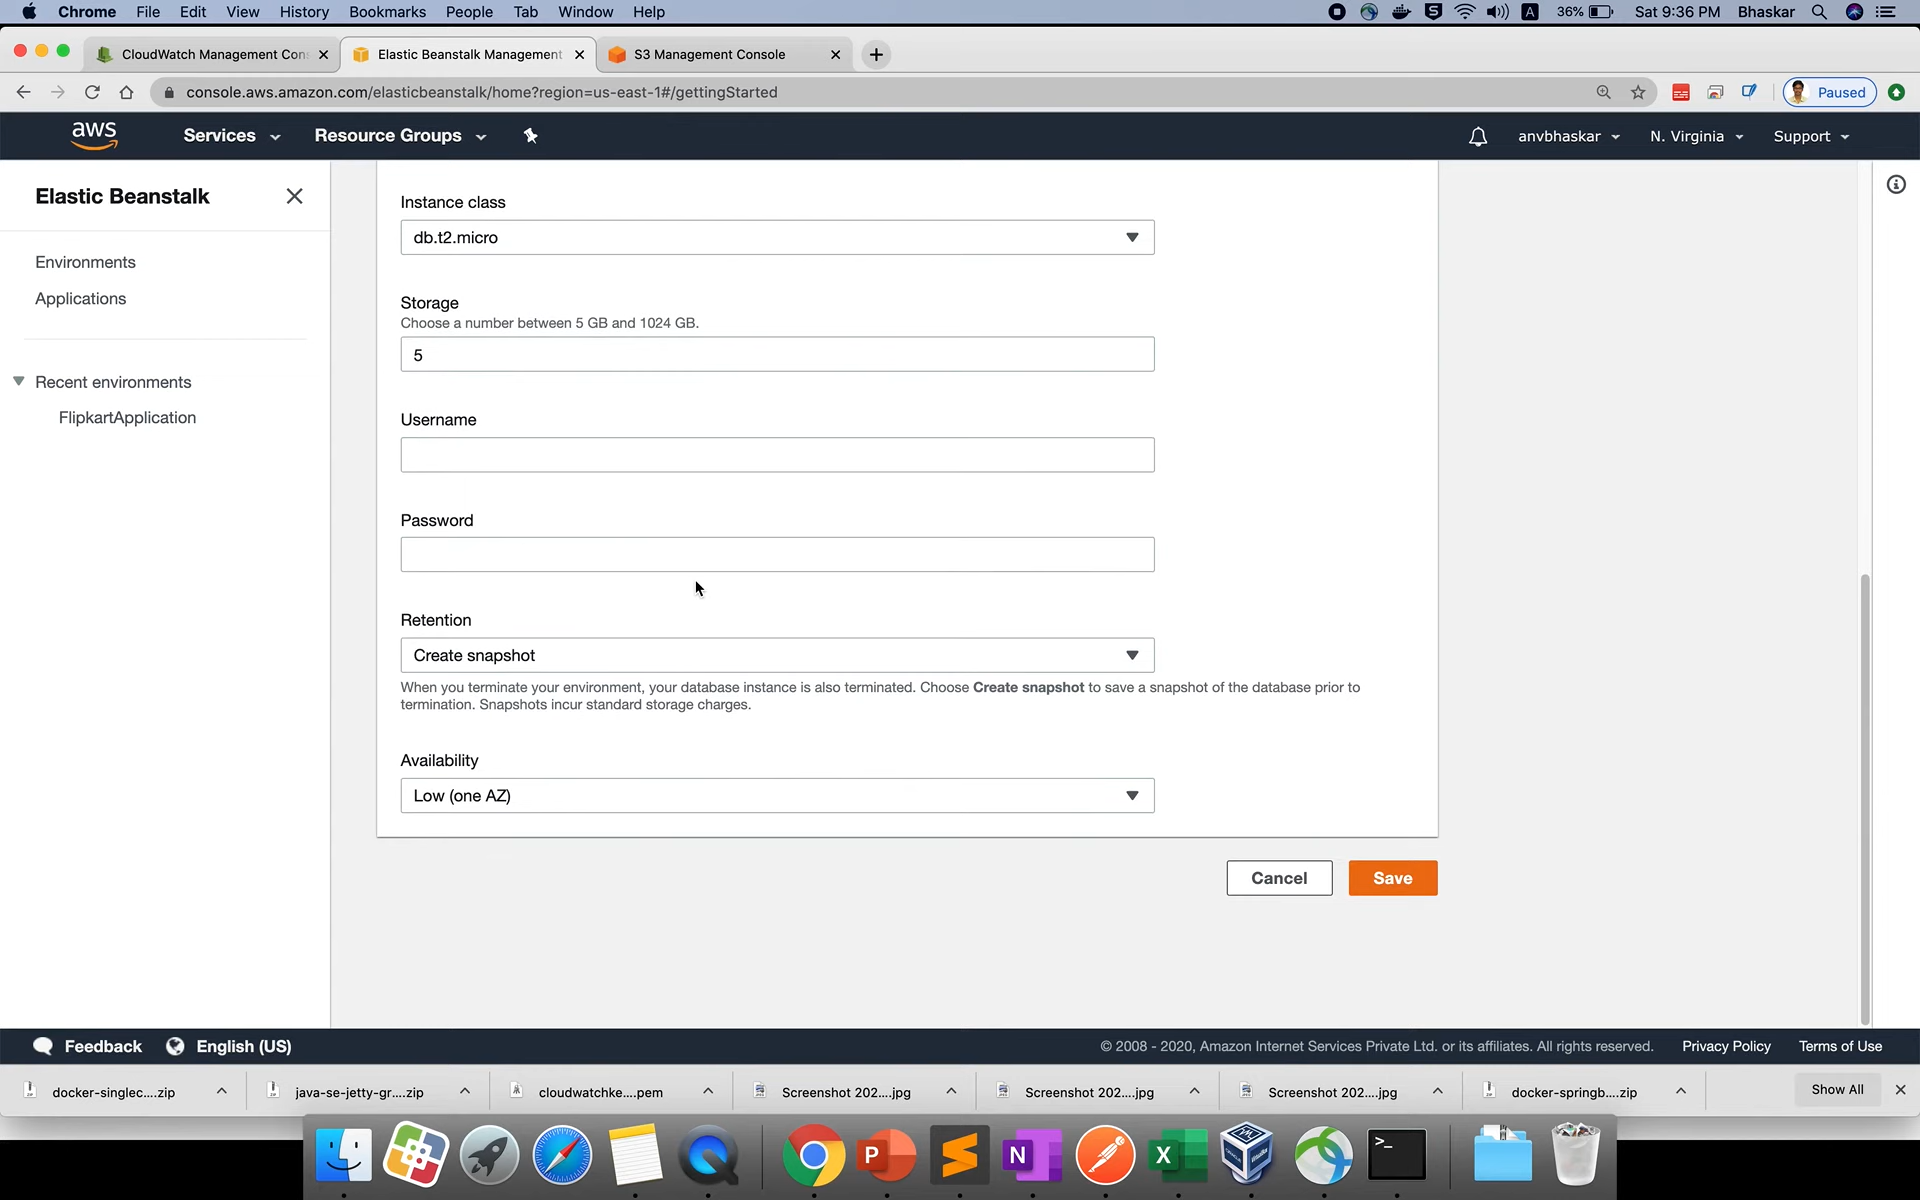 Chrome File Edit View History Bookmarks People Tab Window Help
A 36% Sat 9:36 PM Bhaskar
CloudWatch Management Con
Elastic Beanstalk Management
S3 Management Console
console.aws.amazon.com/elasticbeanstalk/home?region=us-east-1#/gettingStarted
Paused
aws Services Resource Groups
anvbhaskar N. Virginia Support
Elastic Beanstalk
Environments
Applications
Recent environments
FlipkartApplication
Instance class
db.t2.micro
Storage
Choose a number between 5 GB and 1024 GB.
5
Username
Password
Retention
Create snapshot
When you terminate your environment, your database instance is also terminated. Choose Create snapshot to save a snapshot of the database prior to
termination. Snapshots incur standard storage charges.
Availability
Low (one AZ)
Cancel
Save
Feedback English (US)
© 2008 - 2020, Amazon Internet Services Private Ltd. or its affiliates. All rights reserved. Privacy Policy Terms of Use
docker-singlec....zip
java-se-jetty-gr....zip
cloudwatchke....pem
Screenshot 202....jpg
Screenshot 202....jpg
Screenshot 202....jpg
docker-springb....zip
Show All
P
N
X
>_